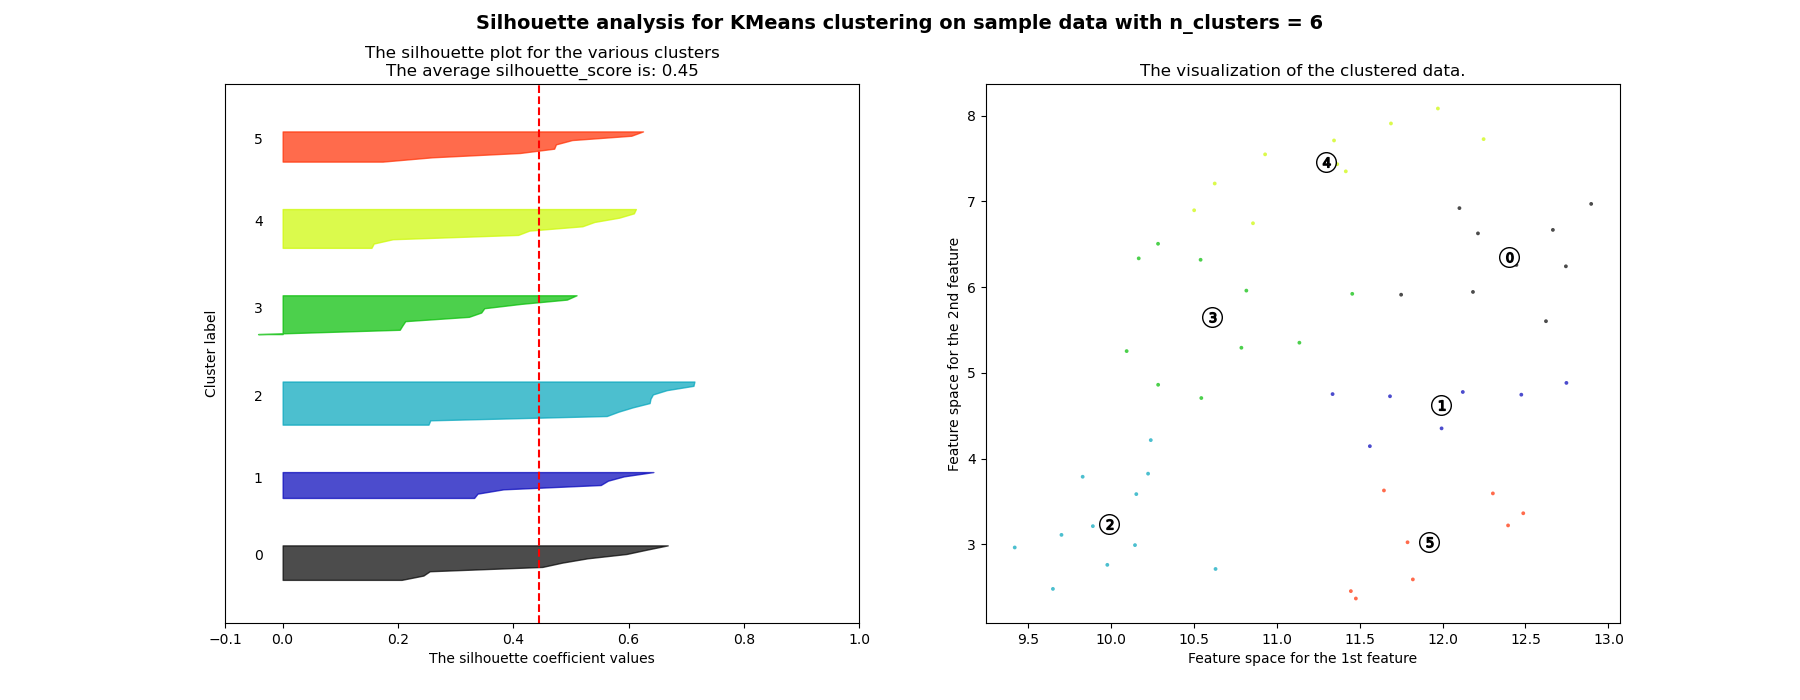 Silhouette analysis for KMeans clustering on sample data with n_clusters = 6
The silhouette plot for the various clusters
The average silhouette_score is: 0.45
Cluster label
5
4
3
2
1
0
−0.1 0.0 0.2 0.4 0.6 0.8 1.0
The silhouette coefficient values
The visualization of the clustered data.
Feature space for the 2nd feature
8
7
6
5
4
3
4
0
3
1
2
5
9.5 10.0 10.5 11.0 11.5 12.0 12.5 13.0
Feature space for the 1st feature